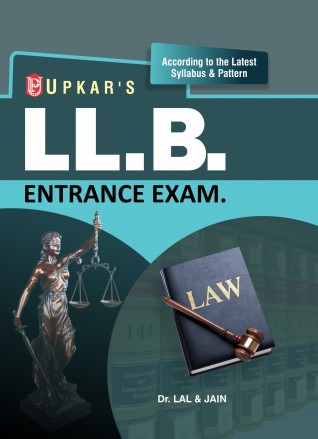 According to the Latest
Syllabus & Pattern
UPKAR'S
LL.B.
ENTRANCE EXAM.
LAW
Dr. LAL & JAIN